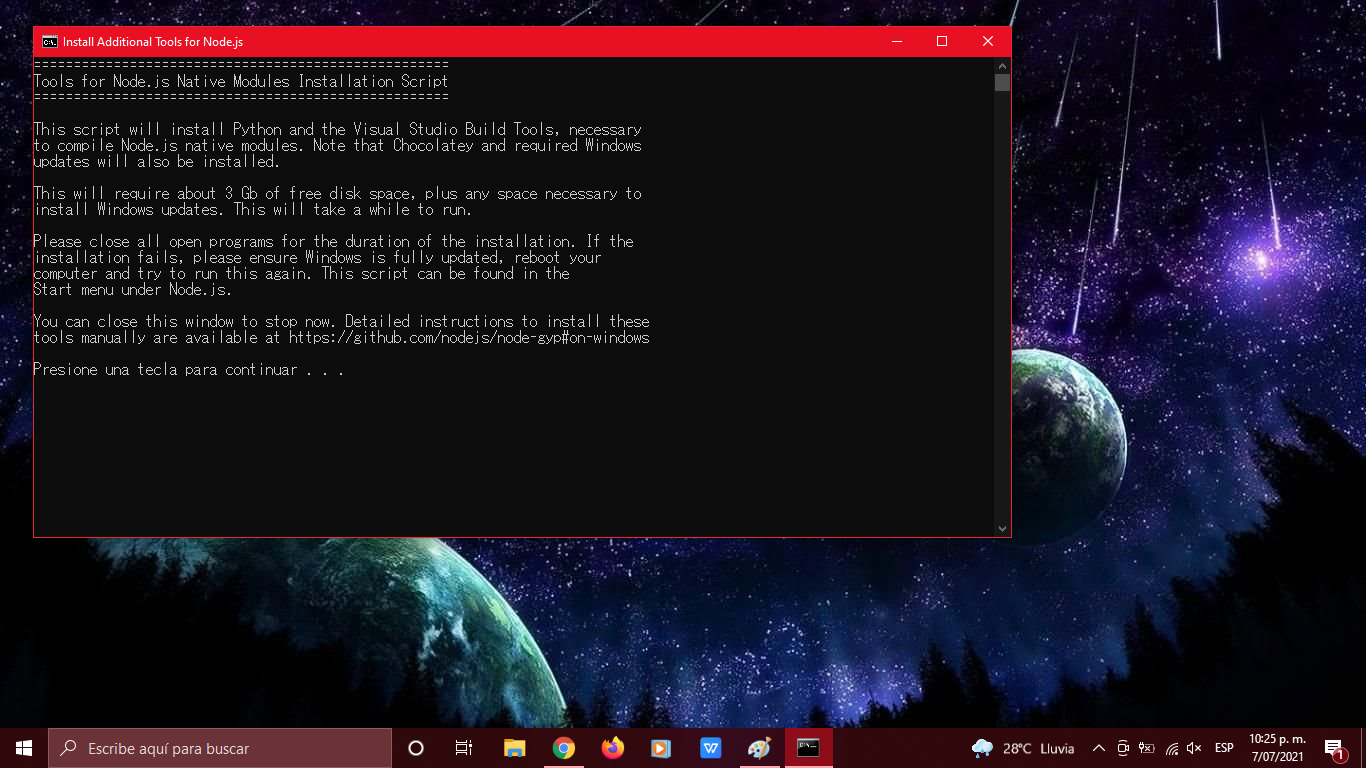 Install Additional Tools for Node.js
====================================================
Tools for Node.js Native Modules Installation Script
====================================================
This script will install Python and the Visual Studio Build Tools, necessary
to compile Node.js native modules. Note that Chocolatey and required Windows
updates will also be installed.
This will require about 3 Gb of free disk space, plus any space necessary to
install Windows updates. This will take a while to run.
Please close all open programs for the duration of the installation. If the
installation fails, please ensure Windows is fully updated, reboot your
computer and try to run this again. This script can be found in the
Start menu under Node.js.
You can close this window to stop now. Detailed instructions to install these
tools manually are available at https://github.com/nodejs/node-gyp#on-windows
Presione una tecla para continuar . . .
Escribe aquí para buscar
28°C Lluvia
ESP
10:25 p. m.
7/07/2021
1